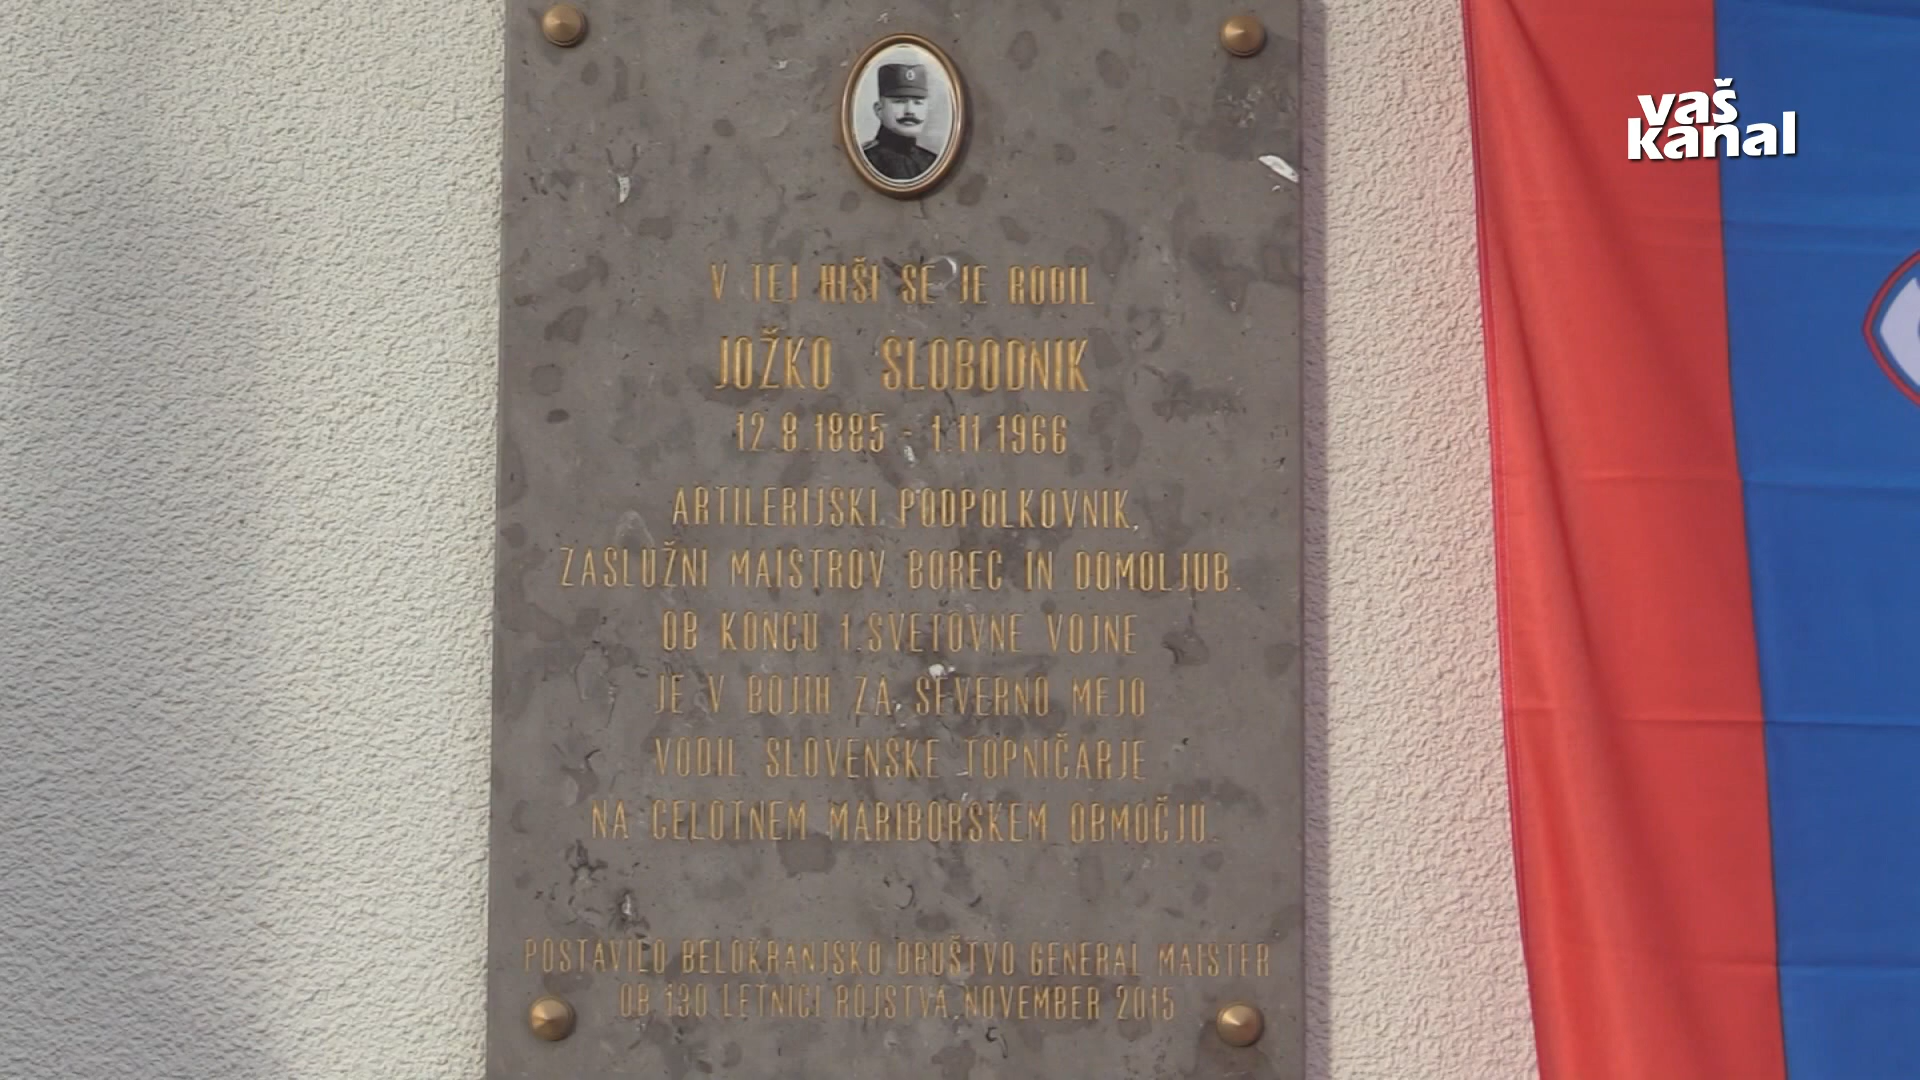 vaš
kanal
V TEJ HIŠI SE JE RODIL
JOŽKO SLOBODNIK
12.8.1885 - 1.11.1966
ARTILERIJSKI PODPOLKOVNIK,
ZASLUŽNI MAISTROV BOREC IN DOMOLJUB.
OB KONCU 1.SVETOVNE VOJNE
JE V BOJIH ZA SEVERNO MEJO
VODIL SLOVENSKE TOPNIČARJE
NA CELOTNEM MARIBORSKEM OBMOČJU.
POSTAVILO BELOKRANJSKO DRUŠTVO GENERAL MAISTER
OB 130 LETNICI ROJSTVA,NOVEMBER 2015